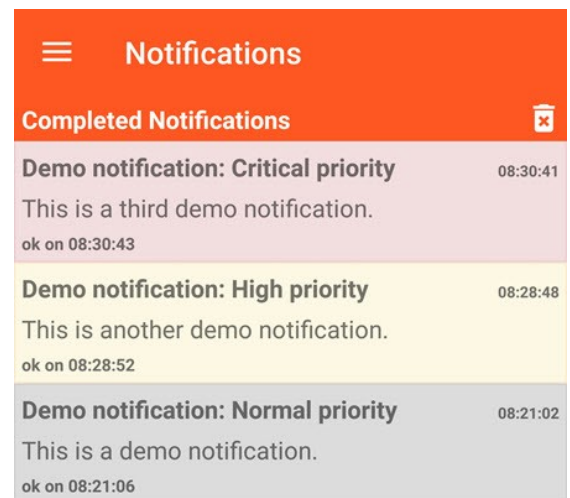 Notifications
Completed Notifications
Demo notification: Critical priority 08:30:41
This is a third demo notification.
ok on 08:30:43
Demo notification: High priority 08:28:48
This is another demo notification.
ok on 08:28:52
Demo notification: Normal priority 08:21:02
This is a demo notification.
ok on 08:21:06